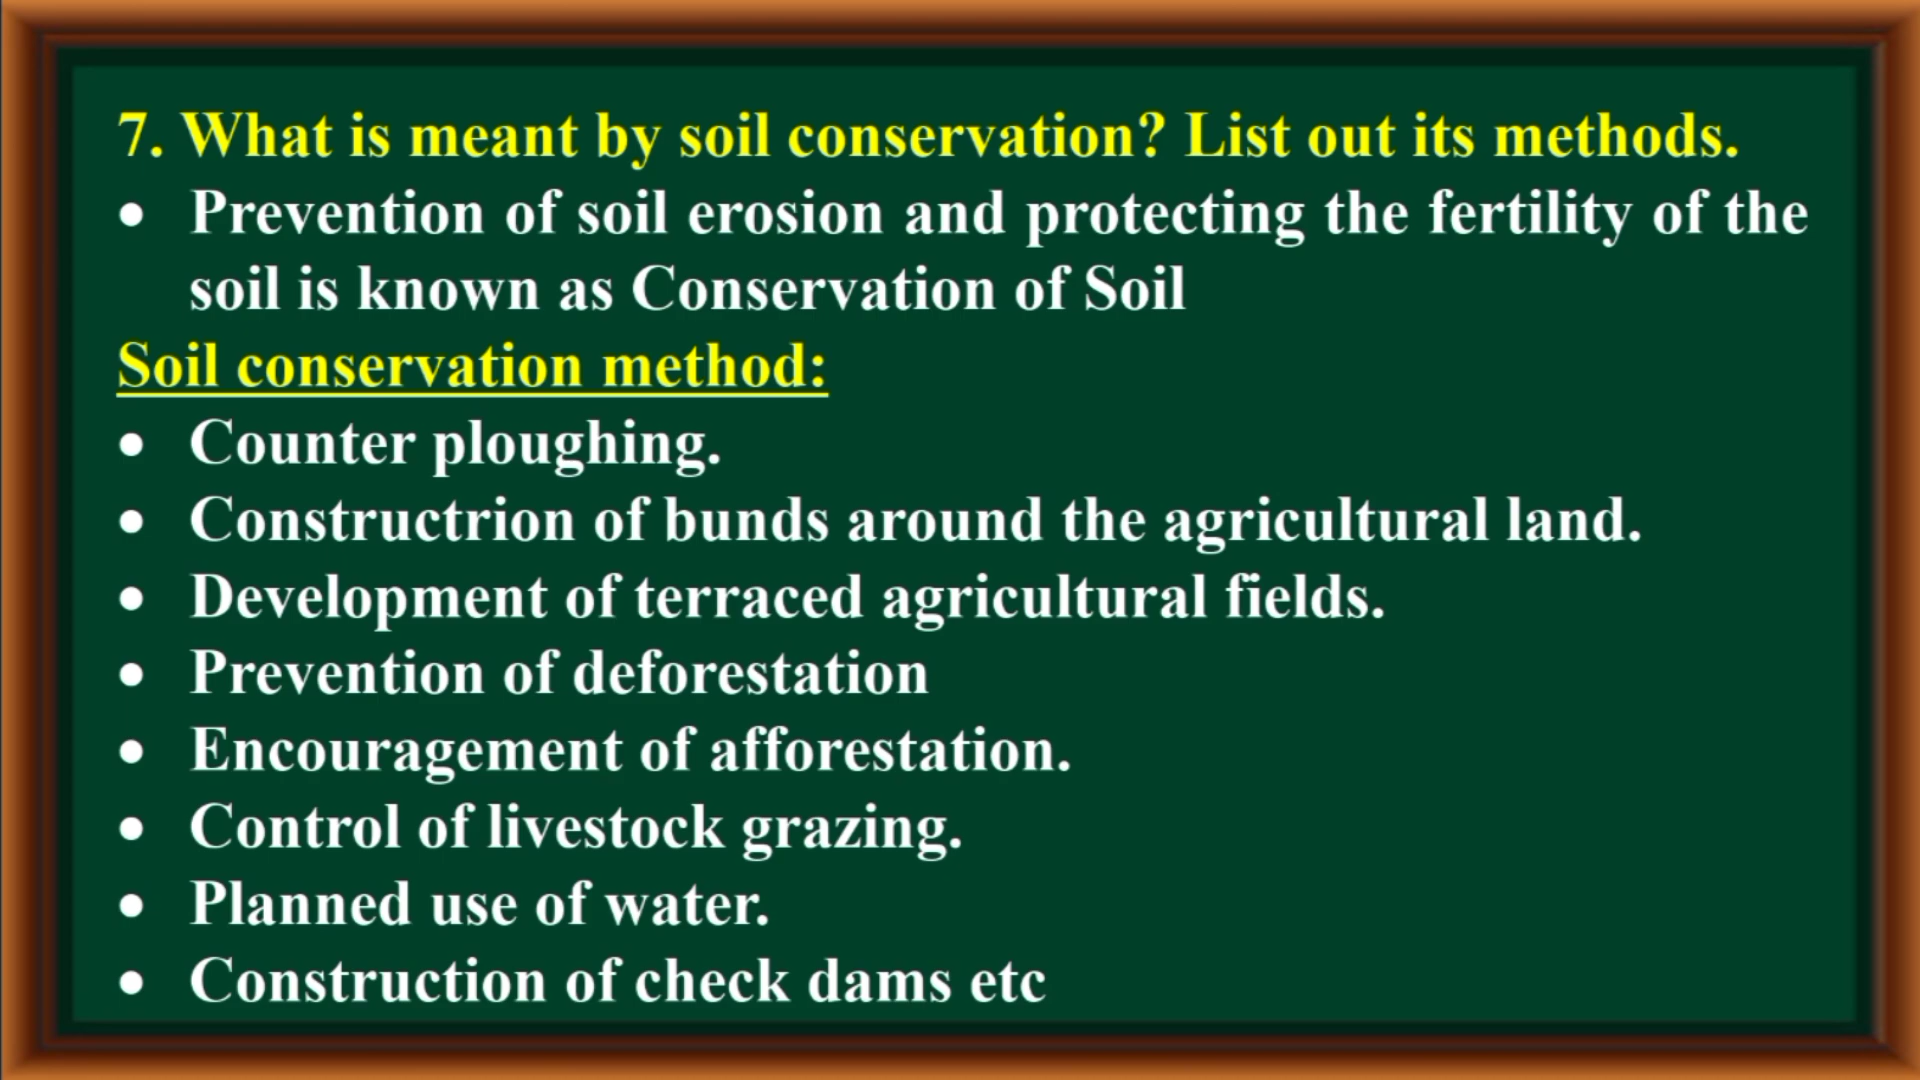 7. What is meant by soil conservation? List out its methods.
• Prevention of soil erosion and protecting the fertility of the
soil is known as Conservation of Soil
Soil conservation method:
• Counter ploughing.
• Constructrion of bunds around the agricultural land.
• Development of terraced agricultural fields.
• Prevention of deforestation
• Encouragement of afforestation.
• Control of livestock grazing.
• Planned use of water.
• Construction of check dams etc